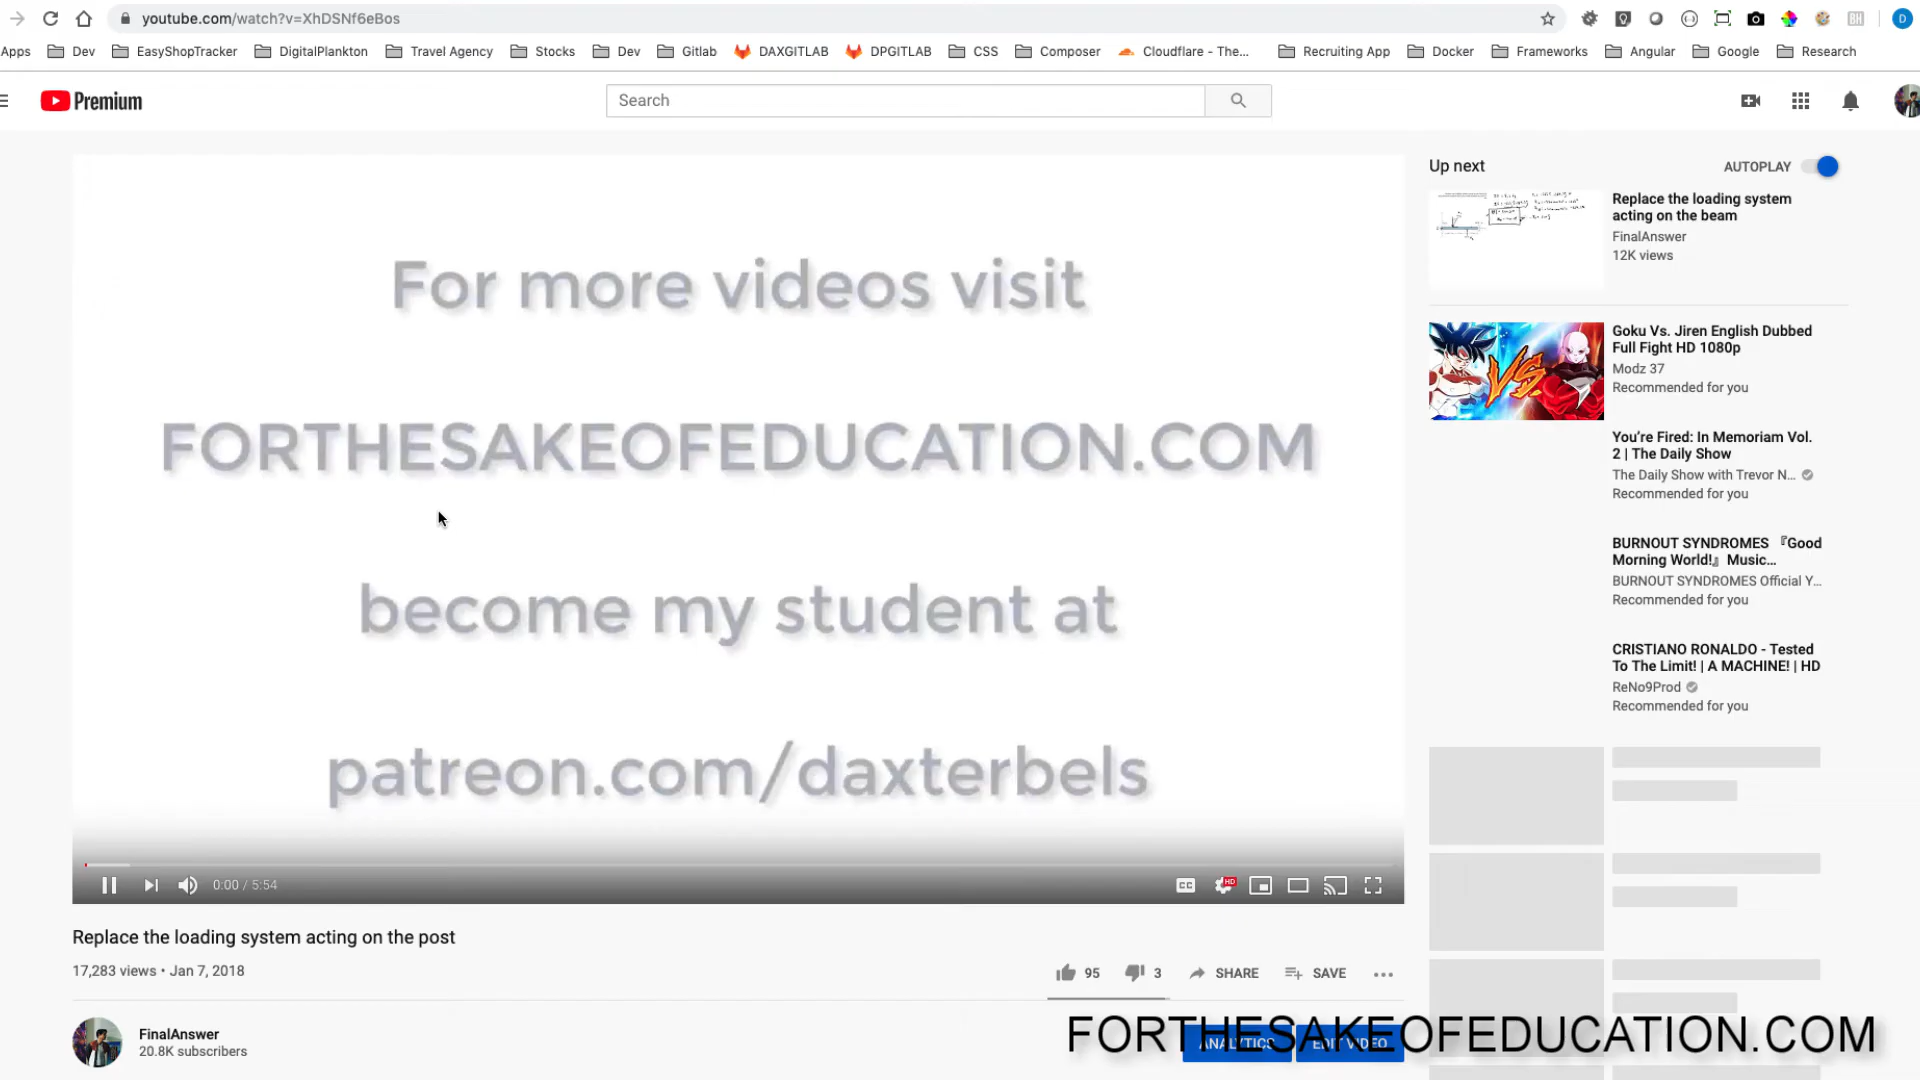 youtube.com/watch?v=XhDSNf6eBos
Apps Dev EasyShopTracker DigitalPlankton Travel Agency Stocks Dev Gitlab DAXGITLAB DPGITLAB CSS Composer Cloudflare - The... Recruiting App Docker Frameworks Angular Google Research
Premium
Search
For more videos visit
FORTHESAKEOFEDUCATION.COM
become my student at
patreon.com/daxterbels
0:00 / 5:54
CC
HD
Replace the loading system acting on the post
17,283 views • Jan 7, 2018
95 3 SHARE SAVE
FinalAnswer
20.8K subscribers
ANALYTICS EDIT VIDEO
Up next AUTOPLAY
Replace the loading system
acting on the beam
FinalAnswer
12K views
VS.
Goku Vs. Jiren English Dubbed
Full Fight HD 1080p
Modz 37
Recommended for you
You're Fired: In Memoriam Vol.
2 | The Daily Show
The Daily Show with Trevor N...
Recommended for you
BURNOUT SYNDROMES 『Good
Morning World!』 Music...
BURNOUT SYNDROMES Official Y...
Recommended for you
CRISTIANO RONALDO - Tested
To The Limit! | A MACHINE! | HD
ReNo9Prod
Recommended for you
FORTHESAKEOFEDUCATION.COM
D
BH